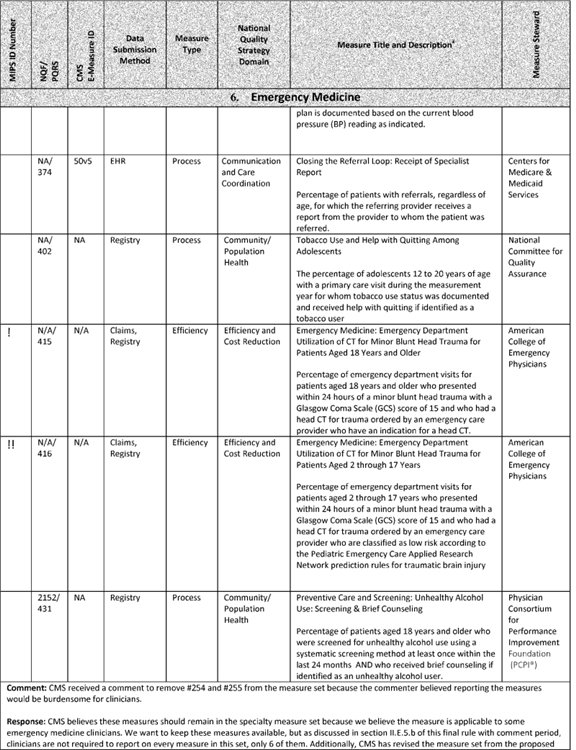 MIPS ID Number
NQF/
PQRS
CMS
E-Measure ID
Data
Submission
Method
Measure
Type
National
Quality
Strategy
Domain
Measure Title and Description¥
Measure Steward
6. Emergency Medicine
plan is documented based on the current blood
pressure (BP) reading as indicated.
NA/
374
50v5
EHR
Process
Communication
and Care
Coordination
Closing the Referral Loop: Receipt of Specialist
Report
Percentage of patients with referrals, regardless of
age, for which the referring provider receives a
report from the provider to whom the patient was
referred.
Centers for
Medicare &
Medicaid
Services
NA/
402
NA
Registry
Process
Community/
Population
Health
Tobacco Use and Help with Quitting Among
Adolescents
The percentage of adolescents 12 to 20 years of age
with a primary care visit during the measurement
year for whom tobacco use status was documented
and received help with quitting if identified as a
tobacco user
National
Committee for
Quality
Assurance
!
N/A/
415
N/A
Claims,
Registry
Efficiency
Efficiency and
Cost Reduction
Emergency Medicine: Emergency Department
Utilization of CT for Minor Blunt Head Trauma for
Patients Aged 18 Years and Older
Percentage of emergency department visits for
patients aged 18 years and older who presented
within 24 hours of a minor blunt head trauma with a
Glasgow Coma Scale (GCS) score of 15 and who had a
head CT for trauma ordered by an emergency care
provider who have an indication for a head CT.
American
College of
Emergency
Physicians
!!
N/A/
416
N/A
Claims,
Registry
Efficiency
Efficiency and
Cost Reduction
Emergency Medicine: Emergency Department
Utilization of CT for Minor Blunt Head Trauma for
Patients Aged 2 through 17 Years
Percentage of emergency department visits for
patients aged 2 through 17 years who presented
within 24 hours of a minor blunt head trauma with a
Glasgow Coma Scale (GCS) score of 15 and who had a
head CT for trauma ordered by an emergency care
provider who are classified as low risk according to
the Pediatric Emergency Care Applied Research
Network prediction rules for traumatic brain injury
American
College of
Emergency
Physicians
2152/
431
NA
Registry
Process
Community/
Population
Health
Preventive Care and Screening: Unhealthy Alcohol
Use: Screening & Brief Counseling
Percentage of patients aged 18 years and older who
were screened for unhealthy alcohol use using a
systematic screening method at least once within the
last 24 months AND who received brief counseling if
identified as an unhealthy alcohol user.
Physician
Consortium
for
Performance
Improvement
Foundation
(PCPI®)
Comment: CMS received a comment to remove #254 and #255 from the measure set because the commenter believed reporting the measures
would be burdensome for clinicians.
Response: CMS believes these measures should remain in the specialty measure set because we believe the measure is applicable to some
emergency medicine clinicians. We want to keep these measures available, but as discussed in section II.E.5.b of this final rule with comment period,
clinicians are not required to report on every measure in this set, only 6 of them. Additionally, CMS has revised the measure set from the proposed